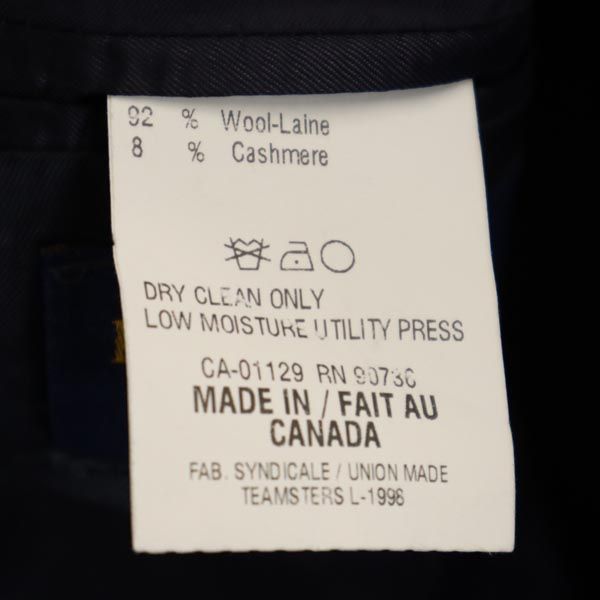 92 % Wool-Laine
8 % Cashmere
DRY CLEAN ONLY
LOW MOISTURE UTILITY PRESS
CA-01129 RN
MADE IN / FAIT AU
CANADA
FAB. SYNDICALE / UNION MADE
TEAMSTERS L-1996